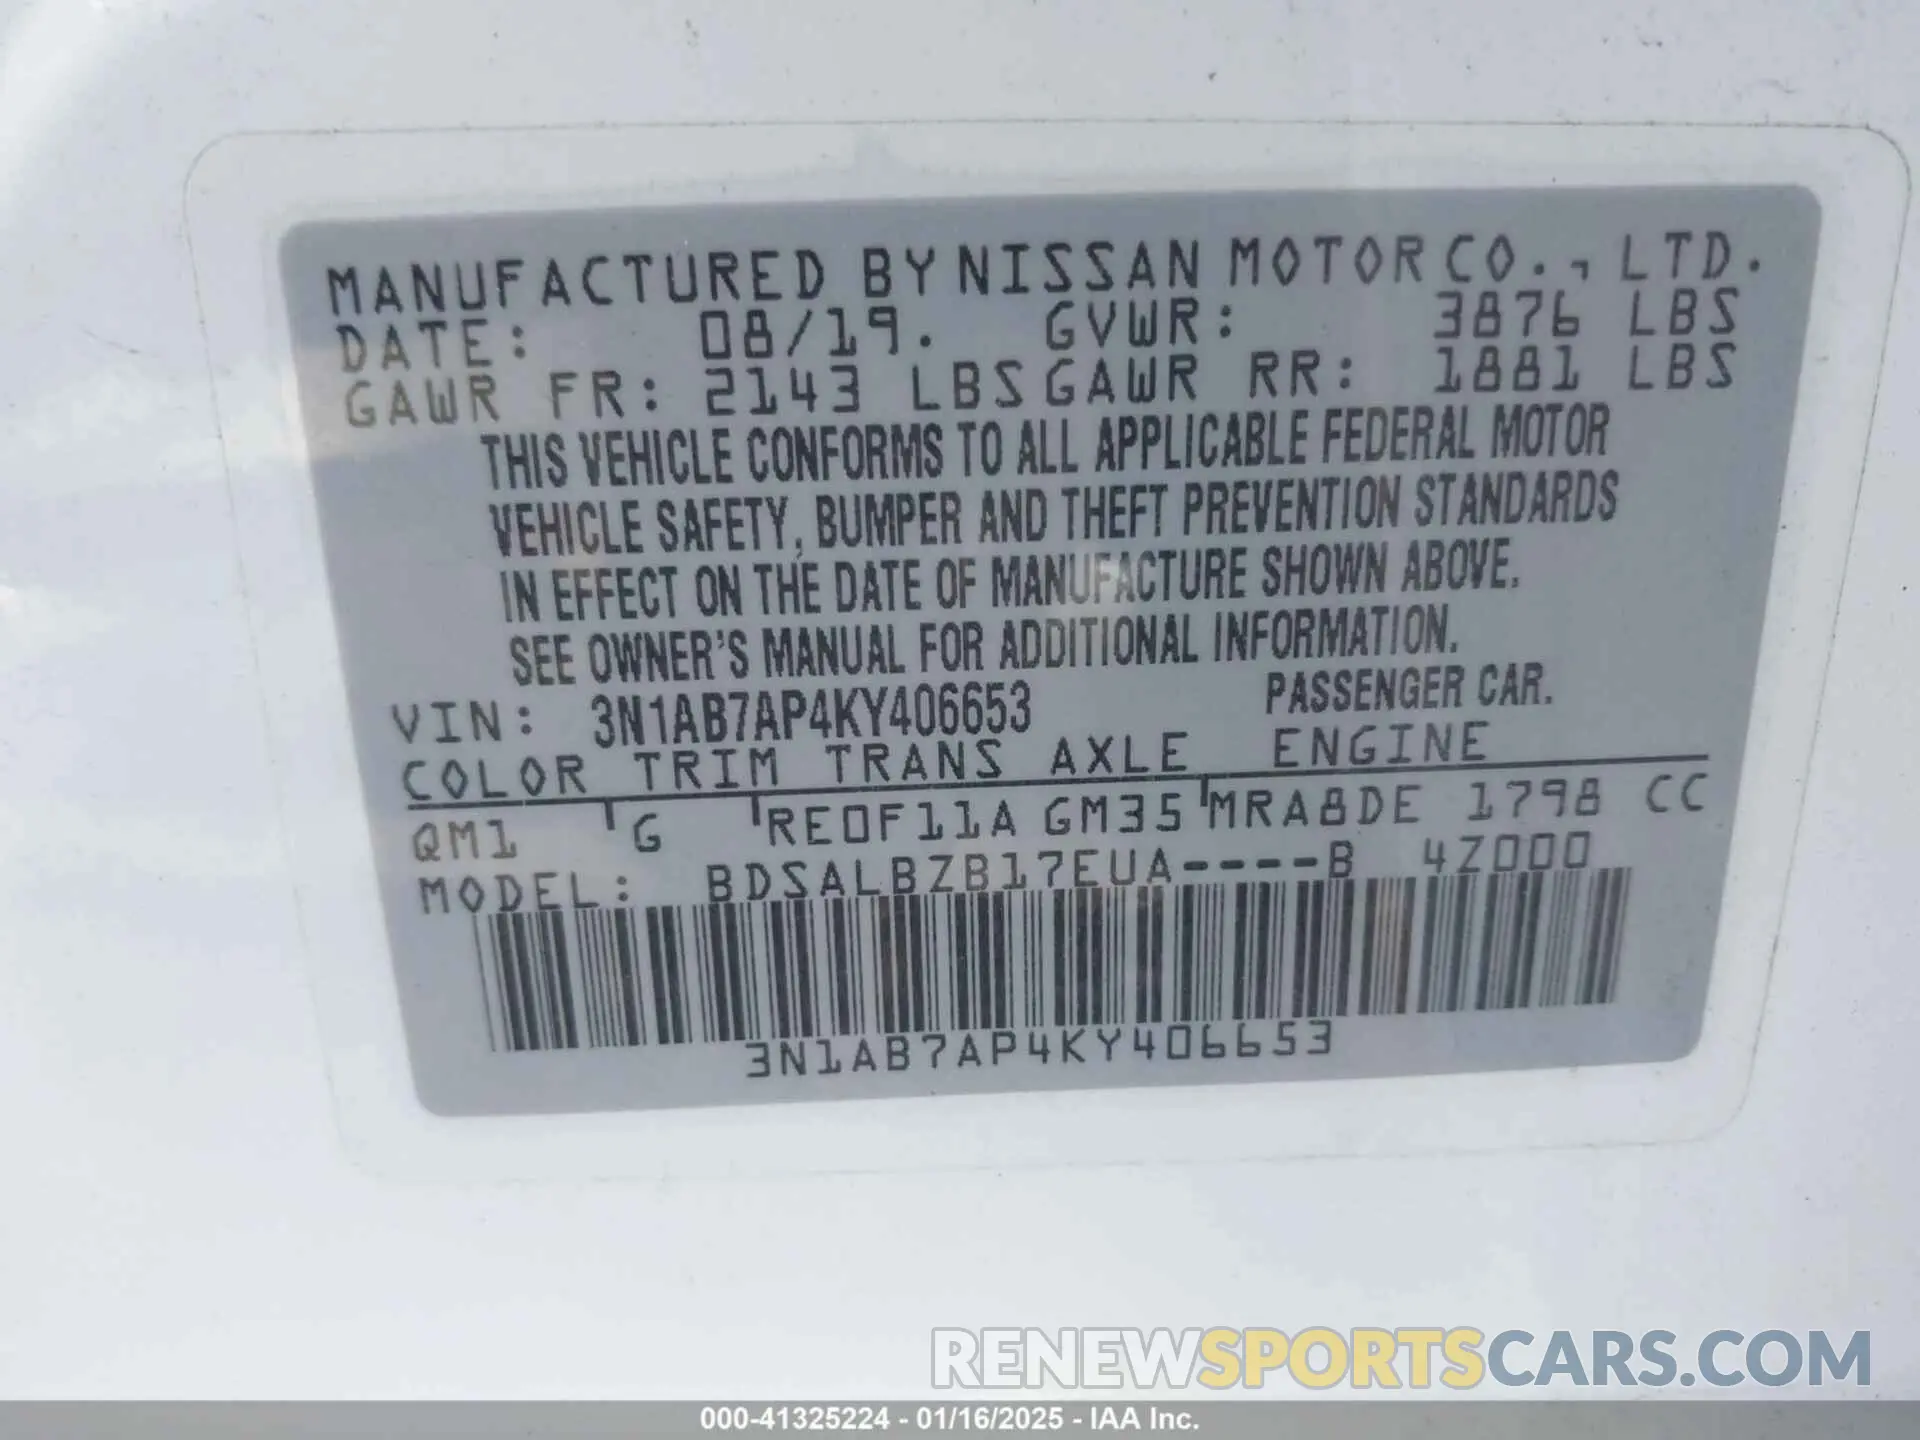 MANUFACTURED BY NISSAN MOTOR CO., LTD.
DATE: 08/19. GVWR: 3876 LBS
GAWR FR: 2143 LBS GAWR RR: 1881 LBS
THIS VEHICLE CONFORMS TO ALL APPLICABLE FEDERAL MOTOR
VEHICLE SAFETY, BUMPER AND THEFT PREVENTION STANDARDS
IN EFFECT ON THE DATE OF MANUFACTURE SHOWN ABOVE.
SEE OWNER'S MANUAL FOR ADDITIONAL INFORMATION.
VIN: 3N1AB7AP4KY406653 PASSENGER CAR.
COLOR TRIM TRANS AXLE ENGINE
QM1 G RE0F11A GM35 MRA8DE 1798 CC
MODEL: BDSALBZB17EUA----B 4Z000
3N1AB7AP4KY406653
RENEWSPORTSCARS.COM
000-41325224 - 01/16/2025 - IAA Inc.